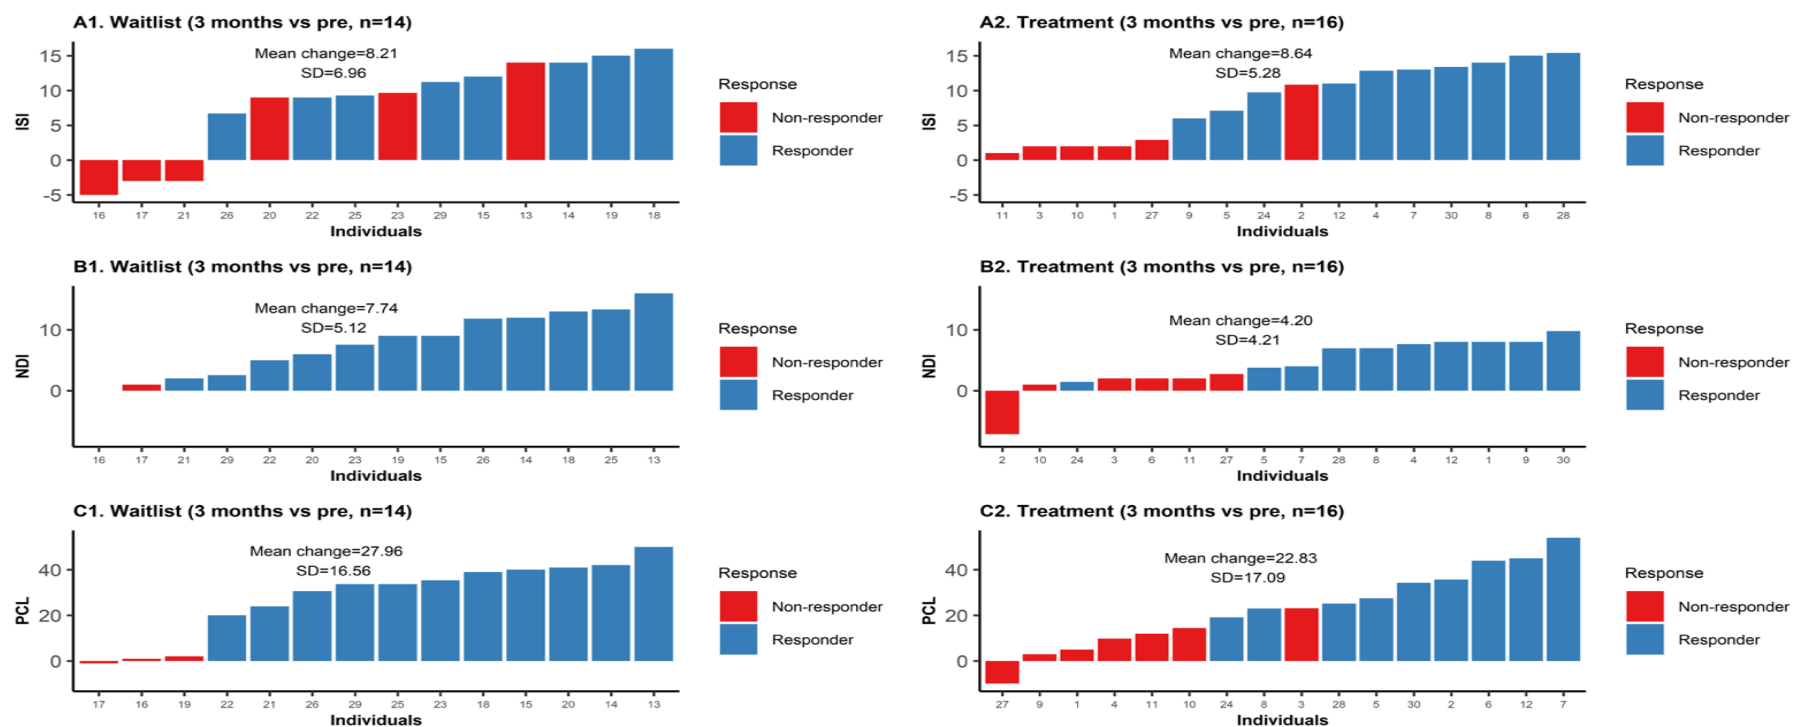 A1. Waitlist (3 months vs pre, n=14)
Mean change=8.21
SD=6.96
15
10
5
0
-5
ISI
16 17 21 26 20 22 25 23 29 15 13 14 19 18
Individuals
Response
Non-responder
Responder
A2. Treatment (3 months vs pre, n=16)
Mean change=8.64
SD=5.28
15
10
5
0
-5
ISI
11 3 10 1 27 9 5 24 2 12 4 7 30 8 6 28
Individuals
Response
Non-responder
Responder
B1. Waitlist (3 months vs pre, n=14)
Mean change=7.74
SD=5.12
10
0
NDI
16 17 21 29 22 20 23 19 15 26 14 18 25 13
Individuals
Response
Non-responder
Responder
B2. Treatment (3 months vs pre, n=16)
Mean change=4.20
SD=4.21
10
0
NDI
2 10 24 3 6 11 27 5 7 28 8 4 12 1 9 30
Individuals
Response
Non-responder
Responder
C1. Waitlist (3 months vs pre, n=14)
Mean change=27.96
SD=16.56
40
20
0
PCL
17 16 19 22 21 26 29 25 23 18 15 20 14 13
Individuals
Response
Non-responder
Responder
C2. Treatment (3 months vs pre, n=16)
Mean change=22.83
SD=17.09
40
20
0
PCL
27 9 1 4 11 10 24 8 3 28 5 30 2 6 12 7
Individuals
Response
Non-responder
Responder